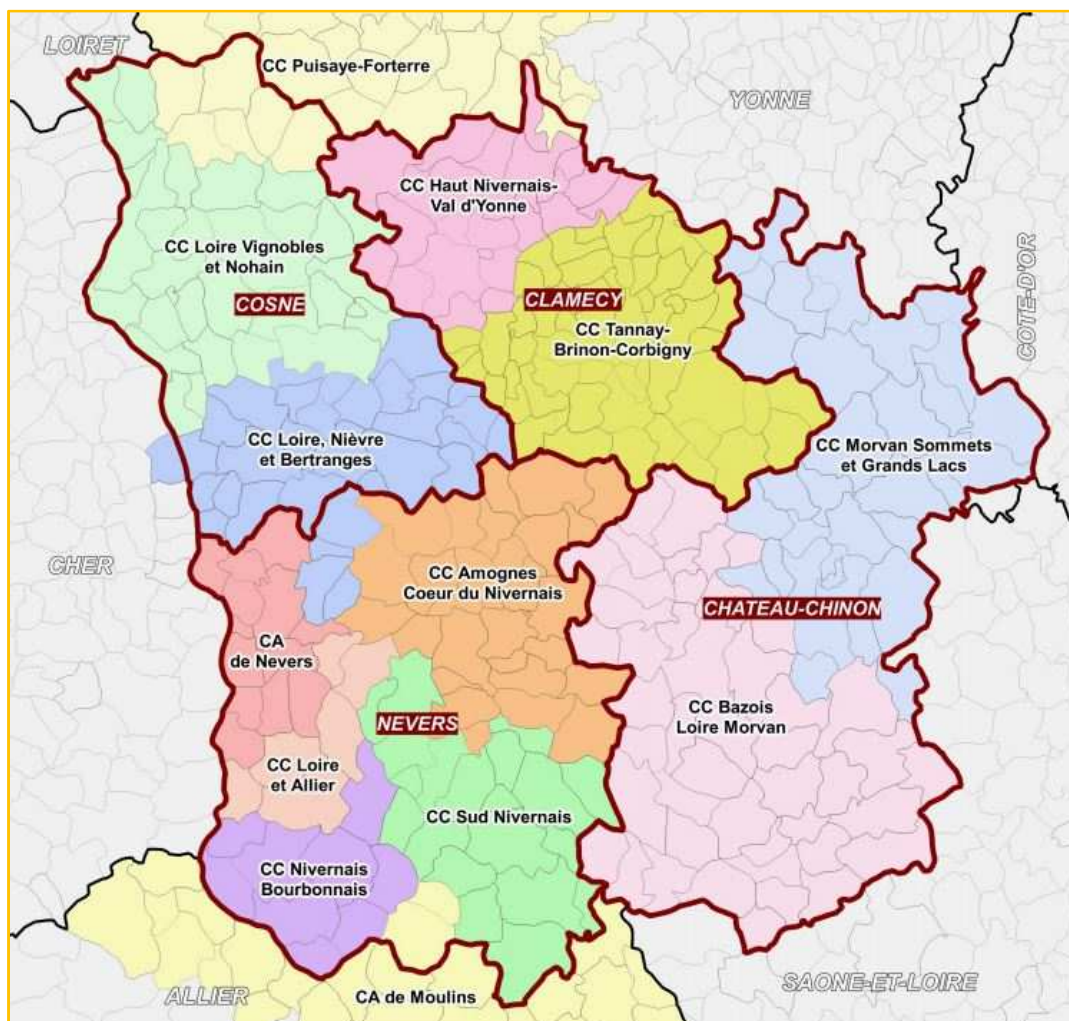 LOIRET
CC Puisaye-Forterre
YONNE
CC Haut Nivernais-
Val d'Yonne
CC Loire Vignobles
et Nohain
COSNE
CLAMECY
CC Tannay-
Brinon-Corbigny
COTE-D'OR
CC Loire, Nièvre
et Bertranges
CC Morvan Sommets
et Grands Lacs
CHER
CC Amognes
Coeur du Nivernais
CHATEAU-CHINON
CA
de Nevers
NEVERS
CC Bazois
Loire Morvan
CC Loire
et Allier
CC Sud Nivernais
CC Nivernais
Bourbonnais
ALLIER
CA de Moulins
SAONE-ET-LOIRE